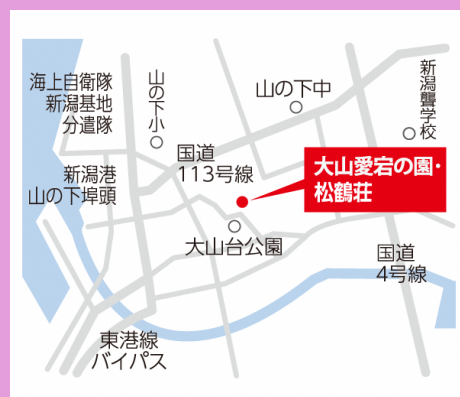 海上自衛隊
新潟基地
分遣隊
山の下小
山の下中
新潟聾学校
国道
113号線
新潟港
山の下埠頭
大山愛宕の園・
松鶴荘
大山台公園
国道
4号線
東港線
バイパス